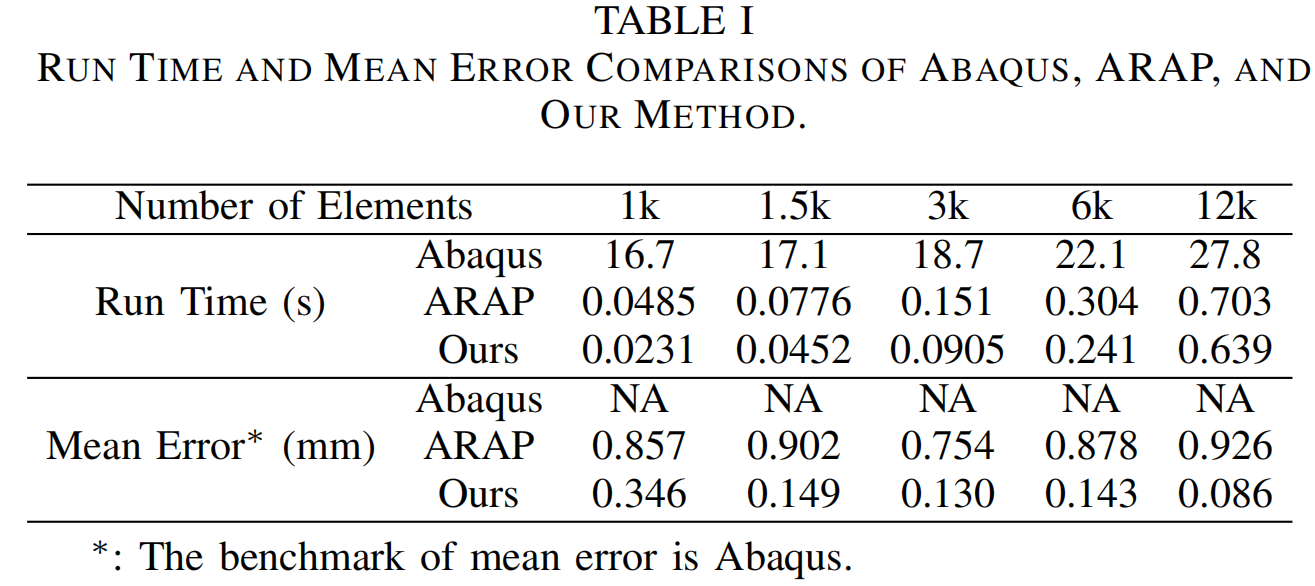 TABLE I
RUN TIME AND MEAN ERROR COMPARISONS OF ABAQUS, ARAP, AND
OUR METHOD.
Number of Elements 1k 1.5k 3k 6k 12k
Abaqus 16.7 17.1 18.7 22.1 27.8
Run Time (s) ARAP 0.0485 0.0776 0.151 0.304 0.703
Ours 0.0231 0.0452 0.0905 0.241 0.639
Abaqus NA NA NA NA NA
Mean Error* (mm) ARAP 0.857 0.902 0.754 0.878 0.926
Ours 0.346 0.149 0.130 0.143 0.086
*: The benchmark of mean error is Abaqus.